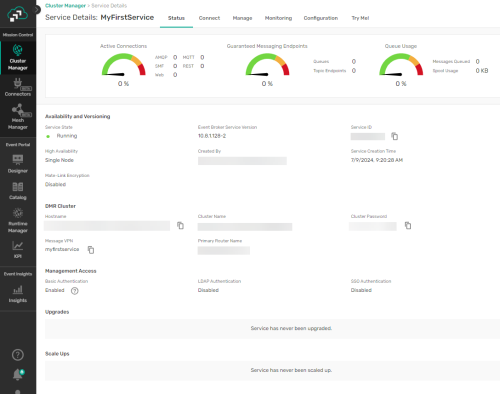 Cluster Manager > Service Details
Service Details: MyFirstService
Status Connect Manage Monitoring Configuration Try Me!
Mission Control
Cluster Manager
BETA
Connectors
BETA
Mesh Manager
Event Portal
Designer
Catalog
Runtime Manager
KPI
Event Insights
Insights
Active Connections
0 %
AMQP 0 MQTT 0
SMF 0 REST 0
Web 0
Guaranteed Messaging Endpoints
0 %
Queues 0
Topic Endpoints 0
Queue Usage
0 %
Messages Queued 0
Spool Usage 0 KB
Availability and Versioning
Service State Event Broker Service Version Service ID
Running 10.8.1.128-2
High Availability Created By Service Creation Time
Single Node 7/9/2024, 9:20:28 AM
Mate-Link Encryption
Disabled
DMR Cluster
Hostname Cluster Name Cluster Password
Message VPN Primary Router Name
myfirstservice
Management Access
Basic Authentication LDAP Authentication SSO Authentication
Enabled Disabled Disabled
Upgrades
Service has never been upgraded.
Scale Ups
Service has never been scaled up.